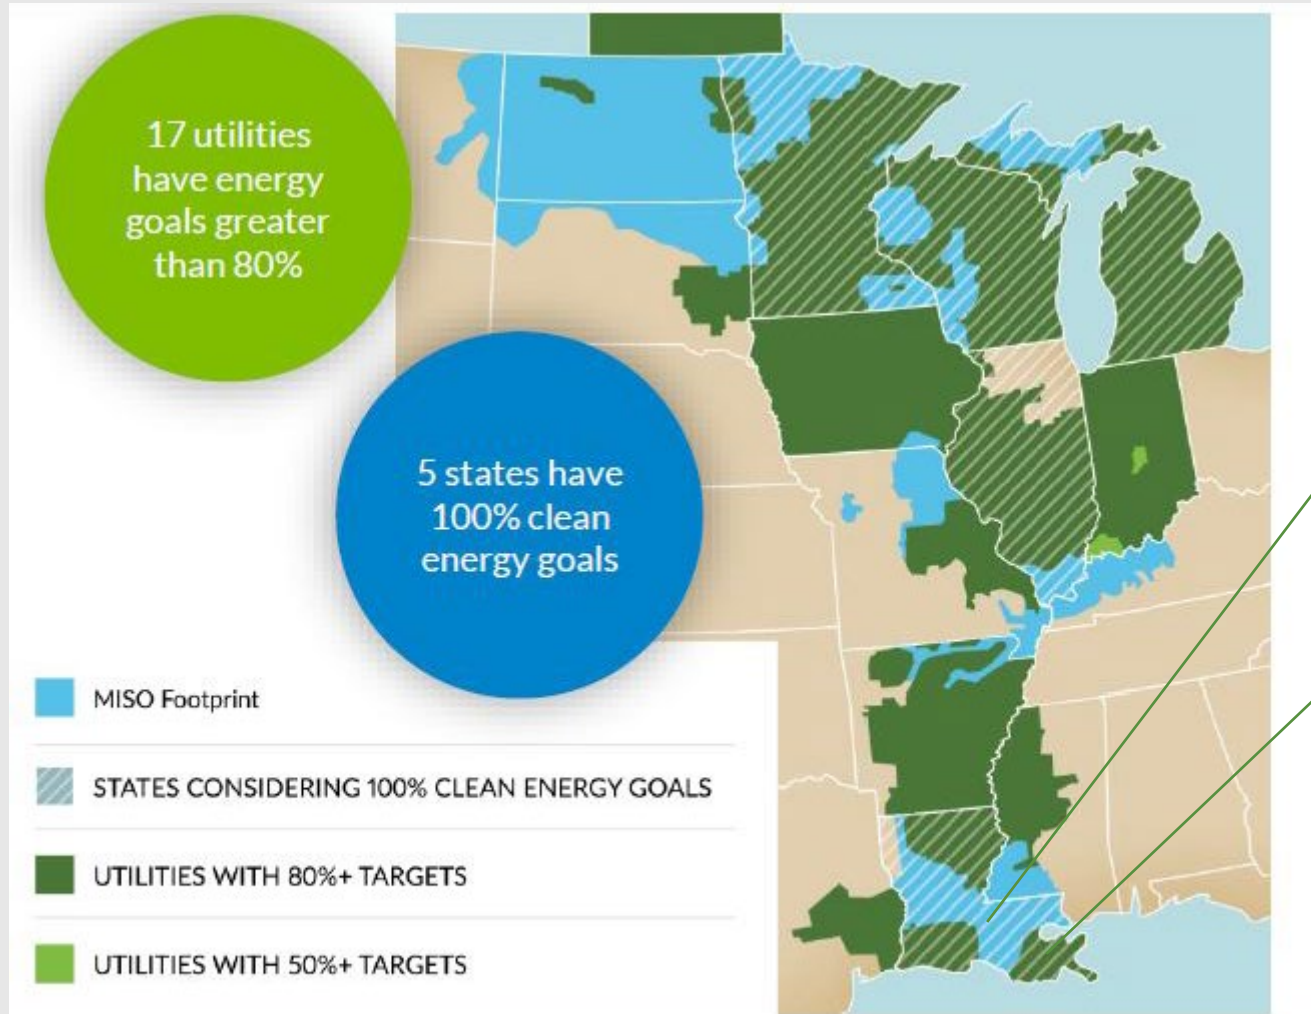 17 utilities
have energy
goals greater
than 80%
5 states have
100% clean
energy goals
MISO Footprint
STATES CONSIDERING 100% CLEAN ENERGY GOALS
UTILITIES WITH 80%+ TARGETS
UTILITIES WITH 50%+ TARGETS